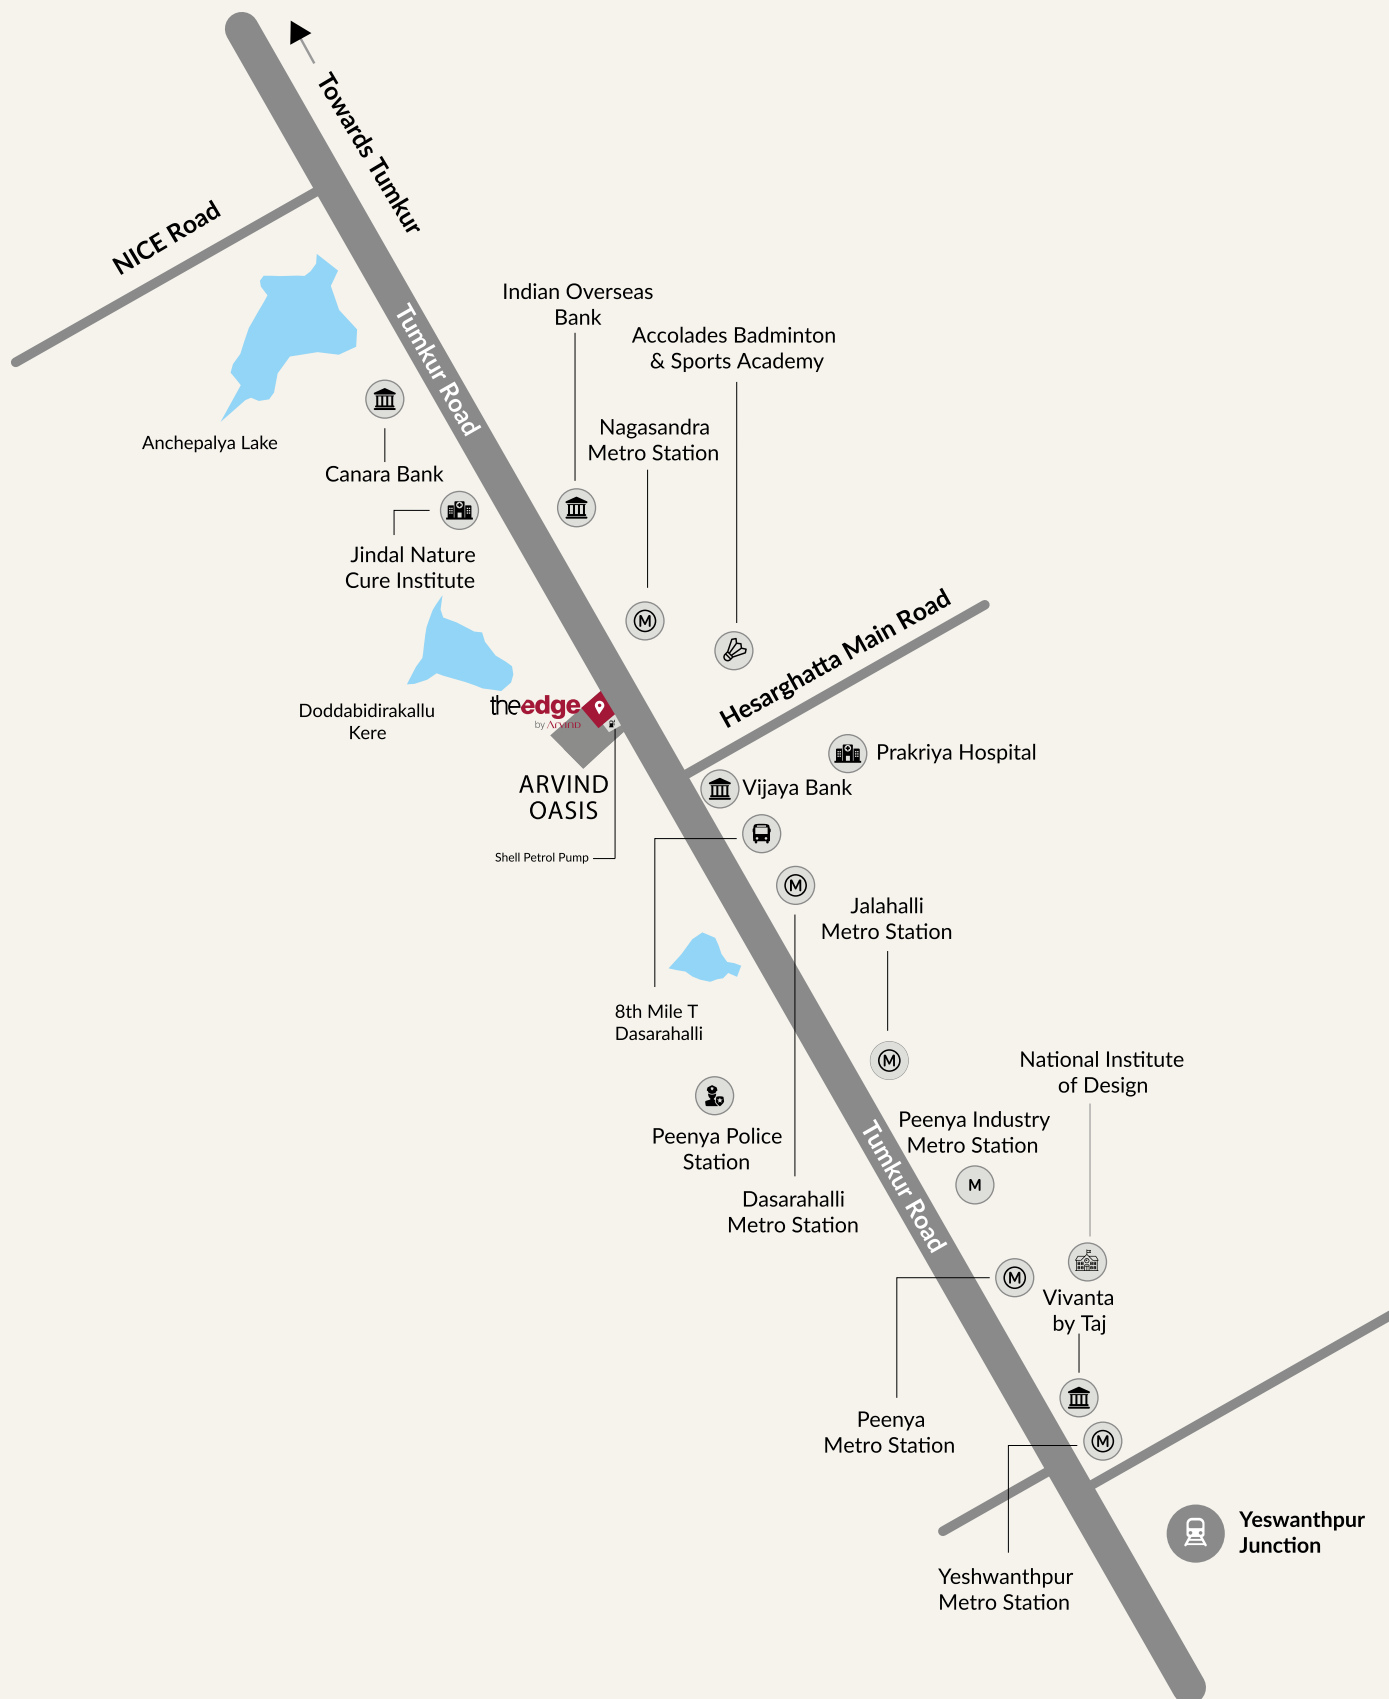 Towards Tumkur
NICE Road
Tumkur Road
Indian Overseas
Bank
Accolades Badminton
& Sports Academy
Nagasandra
Metro Station
Anchepalya Lake
Canara Bank
Jindal Nature
Cure Institute
M
Hesarghatta Main Road
theedge
by ARVIND
Doddabidirakallu
Kere
Prakriya Hospital
Vijaya Bank
ARVIND
OASIS
Shell Petrol Pump
M
Jalahalli
Metro Station
8th Mile T
Dasarahalli
M
National Institute
of Design
Peenya Industry
Metro Station
Tumkur Road
Peenya Police
Station
M
Dasarahalli
Metro Station
M
Vivanta
by Taj
Peenya
Metro Station
M
Yeswanthpur
Junction
Yeshwanthpur
Metro Station